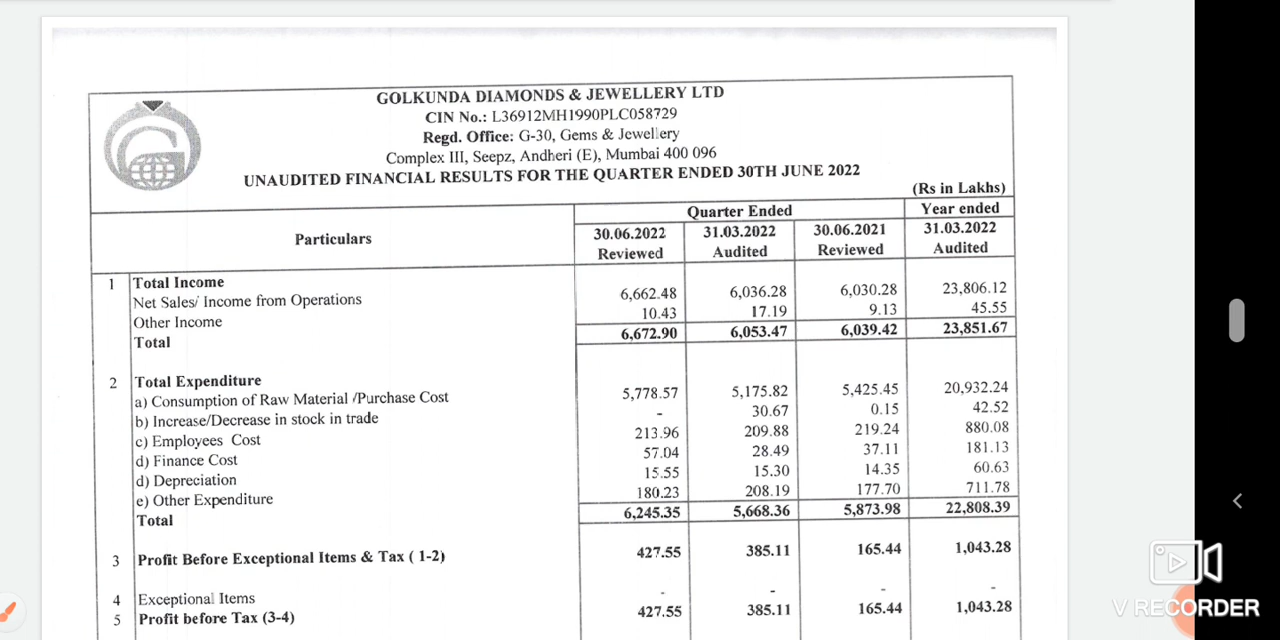 GOLKUNDA DIAMONDS & JEWELLERY LTD
CIN No.: L36912MH1990PLC058729
Regd. Office: G-30, Gems & Jewellery
Complex III, Seepz, Andheri (E), Mumbai 400 096
UNAUDITED FINANCIAL RESULTS FOR THE QUARTER ENDED 30TH JUNE 2022
(Rs in Lakhs)
Particulars Quarter Ended Year ended
30.06.2022 31.03.2022 30.06.2021 31.03.2022
Reviewed Audited Reviewed Audited
1 Total Income
Net Sales/ Income from Operations 6,662.48 6,036.28 6,030.28 23,806.12
Other Income 10.43 17.19 9.13 45.55
Total 6,672.90 6,053.47 6,039.42 23,851.67
2 Total Expenditure
a) Consumption of Raw Material /Purchase Cost 5,778.57 5,175.82 5,425.45 20,932.24
b) Increase/Decrease in stock in trade - 30.67 0.15 42.52
c) Employees Cost 213.96 209.88 219.24 880.08
d) Finance Cost 57.04 28.49 37.11 181.13
d) Depreciation 15.55 15.30 14.35 60.63
e) Other Expenditure 180.23 208.19 177.70 711.78
Total 6,245.35 5,668.36 5,873.98 22,808.39
3 Profit Before Exceptional Items & Tax ( 1-2) 427.55 385.11 165.44 1,043.28
4 Exceptional Items - - - -
5 Profit before Tax (3-4) 427.55 385.11 165.44 1,043.28
V RECORDER